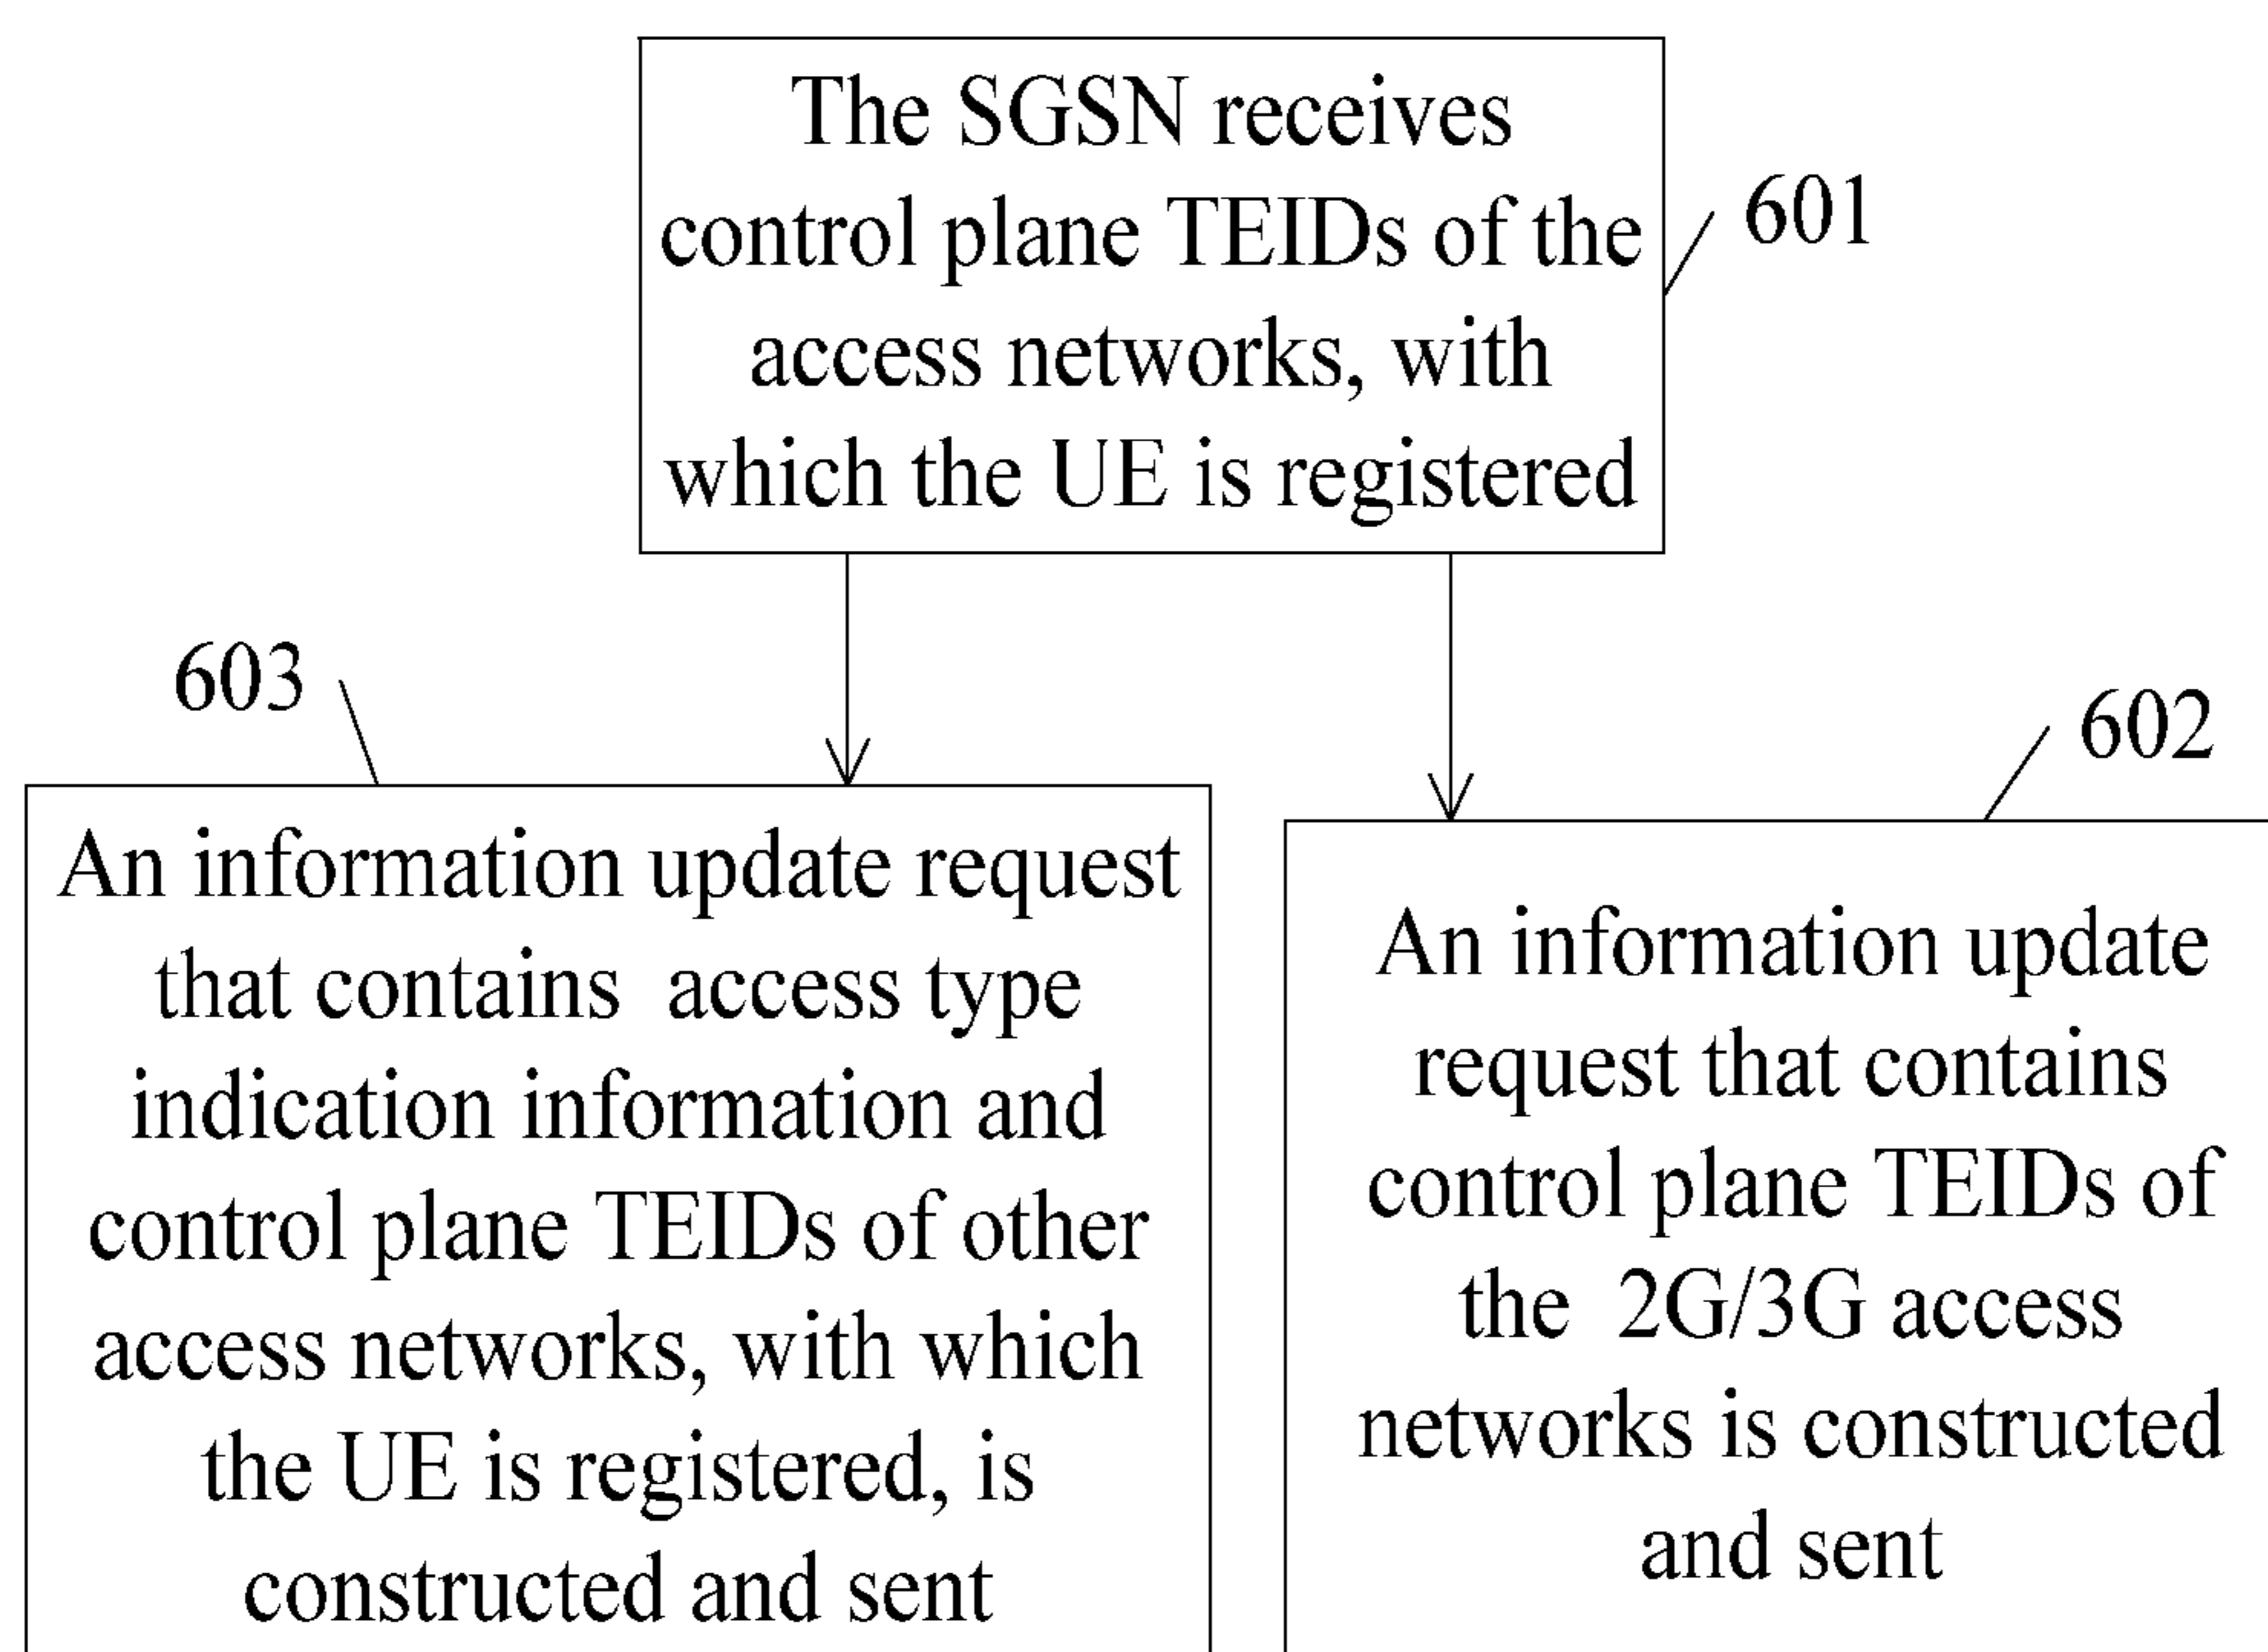 The SGSN receives
control plane TEIDs of the
access networks, with
which the UE is registered
601
603
An information update request
that contains access type
indication information and
control plane TEIDs of other
access networks, with which
the UE is registered, is
constructed and sent
602
An information update
request that contains
control plane TEIDs of
the 2G/3G access
networks is constructed
and sent